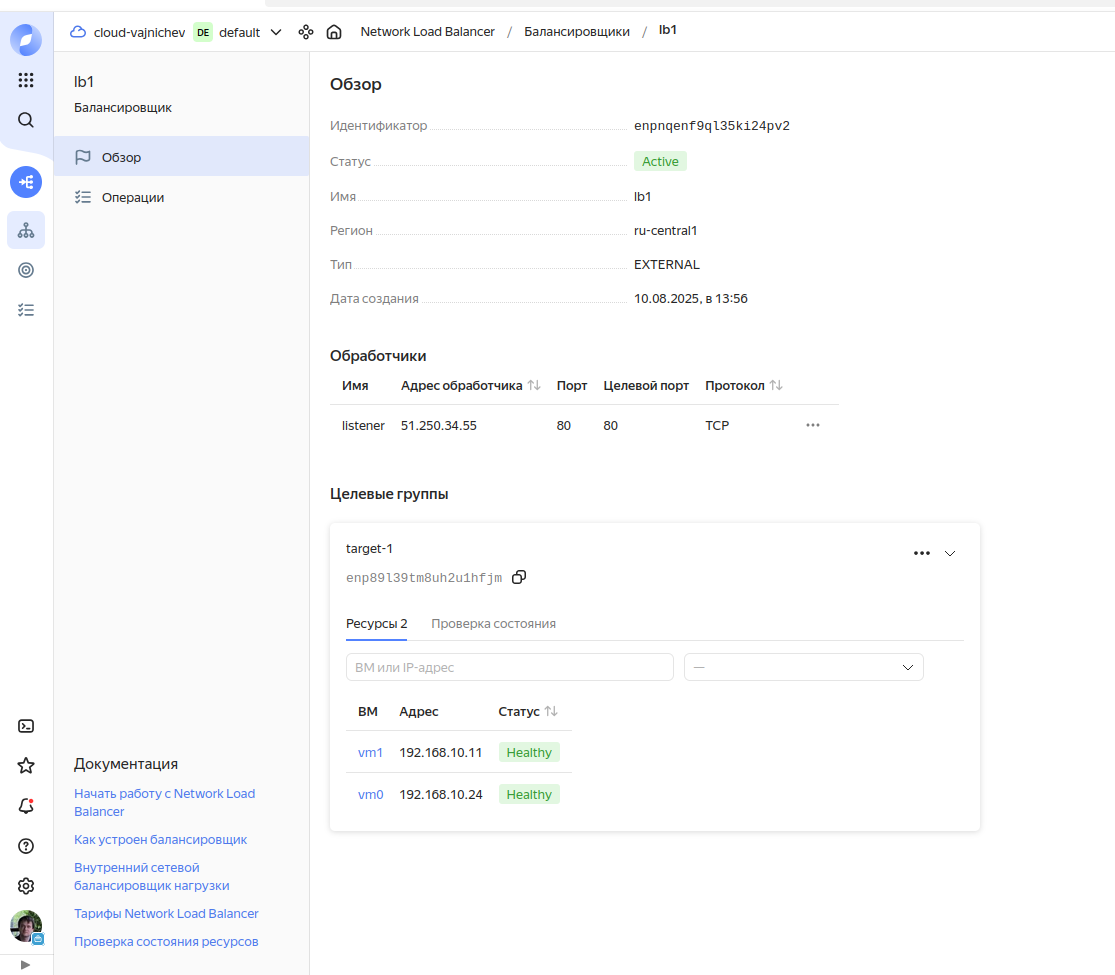 cloud-vajnichev DE default Network Load Balancer / Балансировщики / lb1
lb1
Балансировщик
Обзор
Операции
Документация
Начать работу с Network Load
Balancer
Как устроен балансировщик
Внутренний сетевой
балансировщик нагрузки
Тарифы Network Load Balancer
Проверка состояния ресурсов
Обзор
Идентификатор enpnqenf9ql35ki24pv2
Статус Active
Имя lb1
Регион ru-central1
Тип EXTERNAL
Дата создания 10.08.2025, в 13:56
Обработчики
Имя Адрес обработчика Порт Целевой порт Протокол
listener 51.250.34.55 80 80 TCP
Целевые группы
target-1
enp89l39tm8uh2u1hfjm
Ресурсы 2 Проверка состояния
ВМ или IP-адрес —
ВМ Адрес Статус
vm1 192.168.10.11 Healthy
vm0 192.168.10.24 Healthy